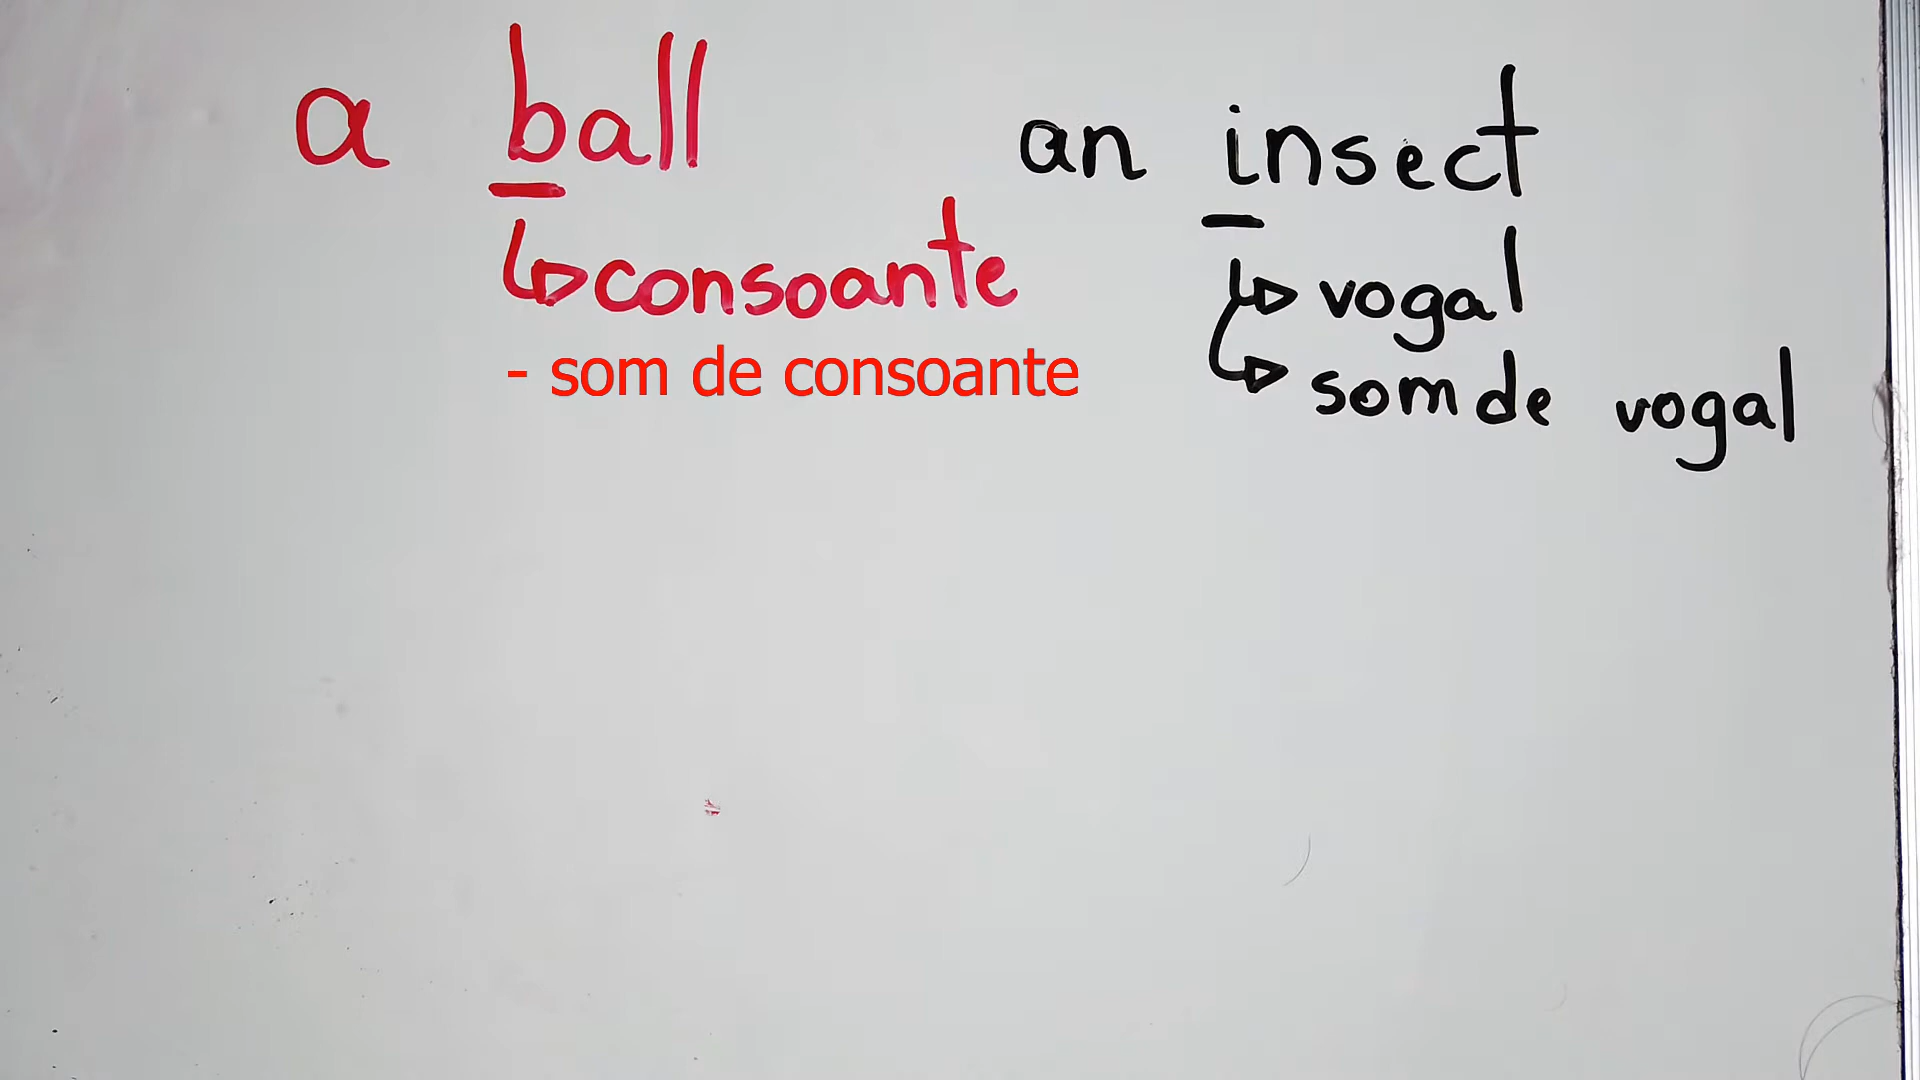 a ball
consoante
- som de consoante
an insect
vogal
som de vogal